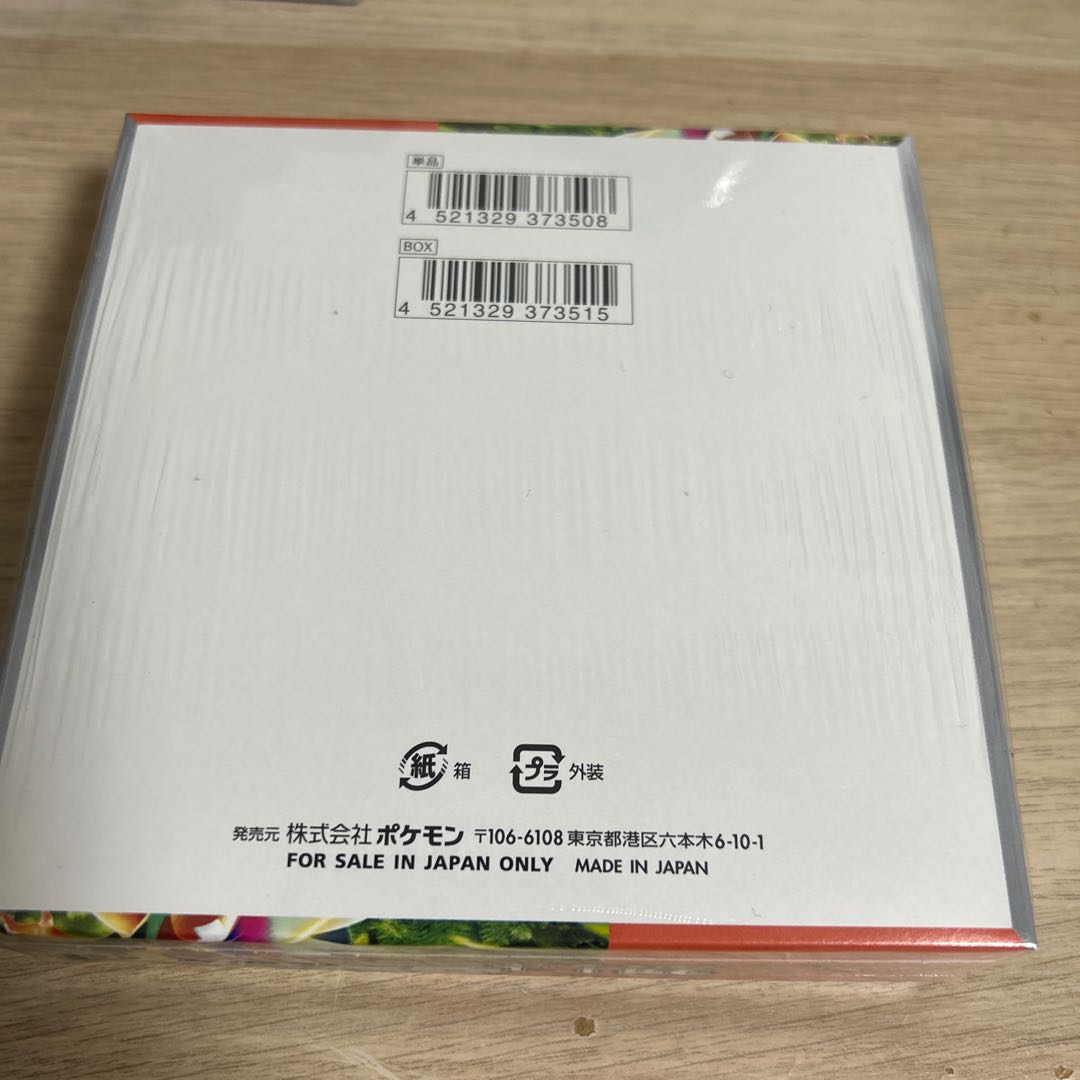 単品
4 521329 373508
BOX
4 521329 373515
紙 箱 プラ 外装
発売元 株式会社 ポケモン 〒106-6108 東京都港区六本木6-10-1
FOR SALE IN JAPAN ONLY MADE IN JAPAN